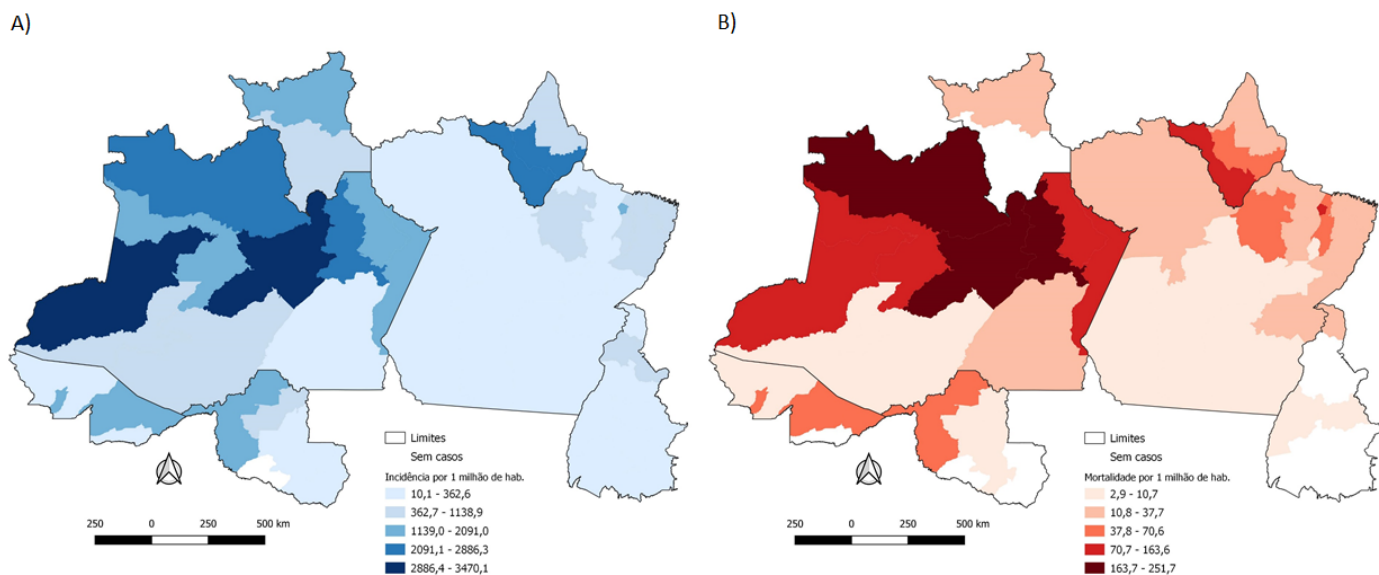 A)
B)
Limites
Sem casos
Incidência por 1 milhão de hab.
10,1 - 362,6
362,7 - 1138,9
1139,0 - 2091,0
2091,1 - 2886,3
2886,4 - 3470,1
250 0 250 500 km
Limites
Sem casos
Mortalidade por 1 milhão de hab.
2,9 - 10,7
10,8 - 37,7
37,8 - 70,6
70,7 - 163,6
163,7 - 251,7
250 0 250 500 km